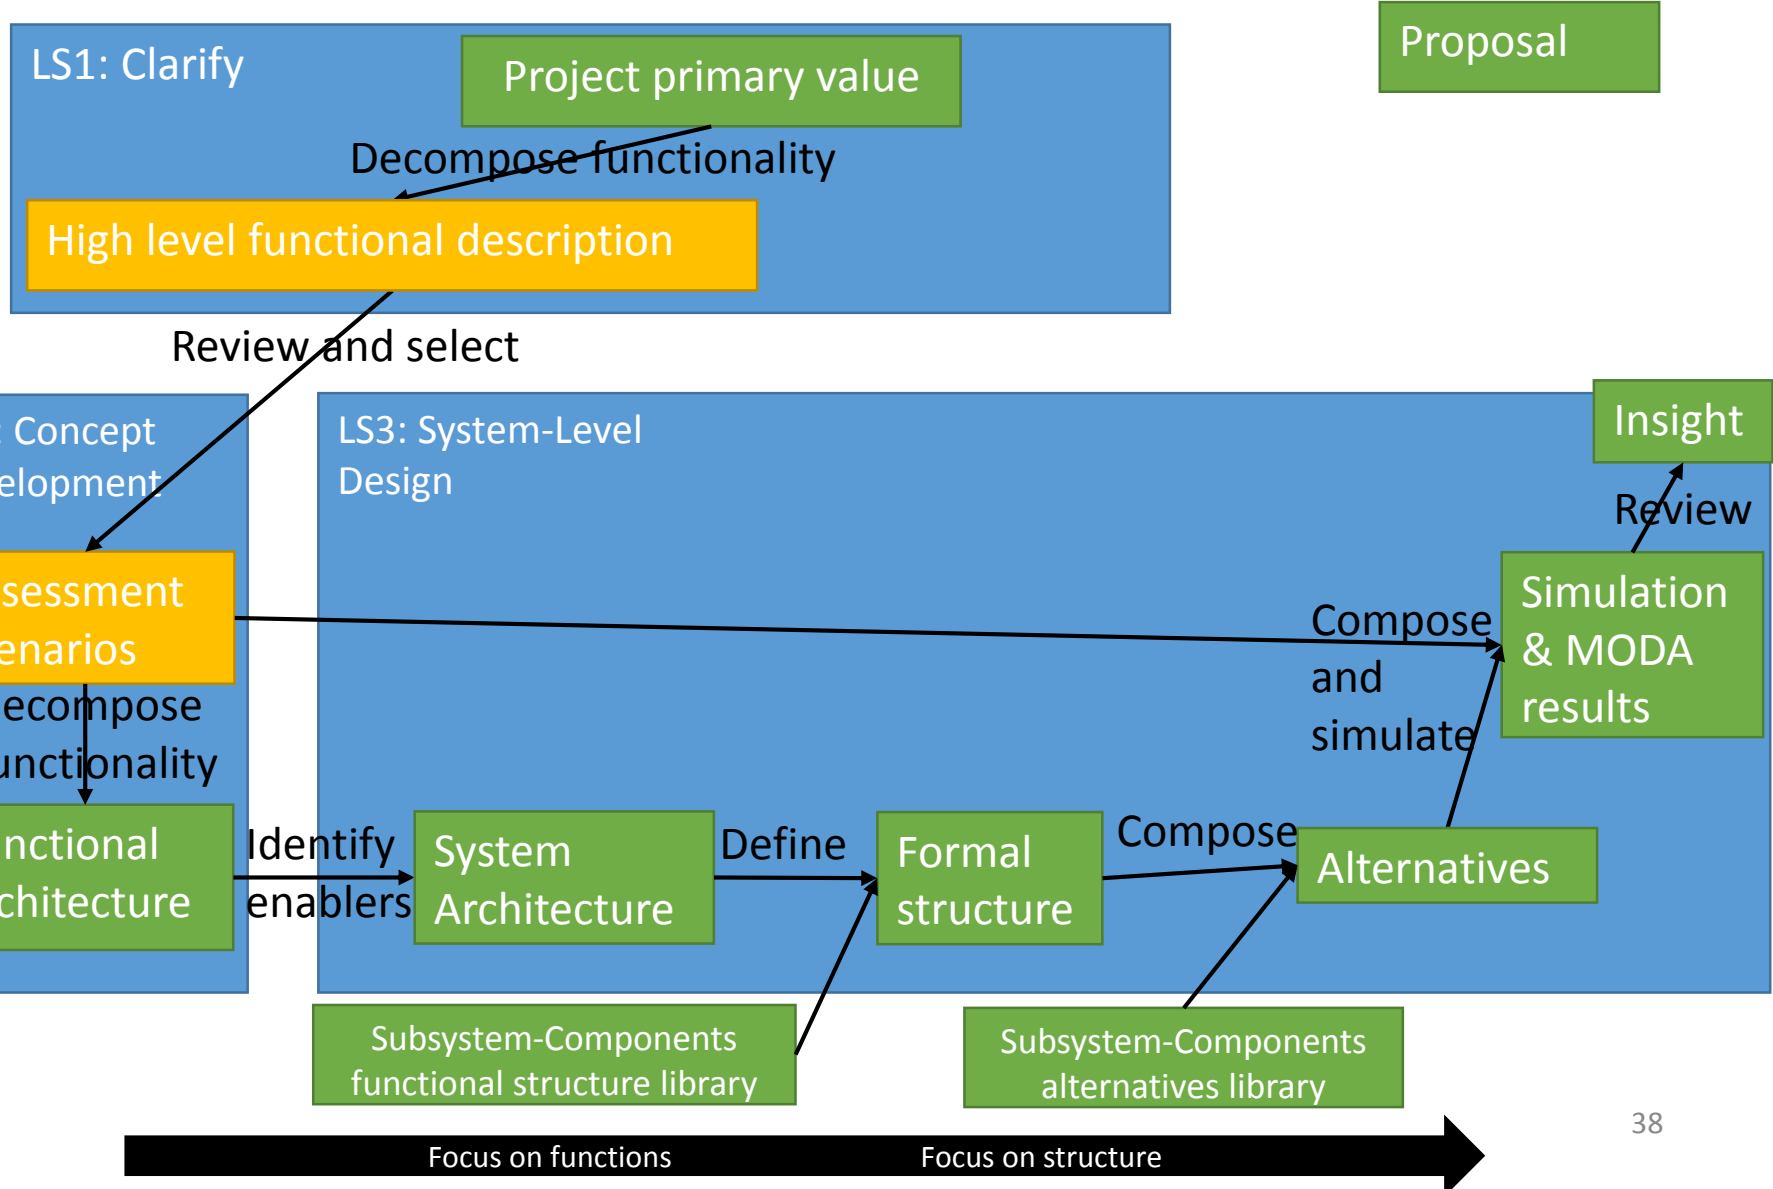 Proposal
LS1: Clarify
Project primary value
Decompose functionality
High level functional description
Review and select
: Concept
elopment
LS3: System-Level
Design
Insight
Review
sessment
enarios
Simulation
& MODA
results
Compose
and
simulate
ecompose
unctionality
nctional
chitecture
Identify
enablers
System
Architecture
Define
Formal
structure
Compose
Alternatives
Subsystem-Components
functional structure library
Subsystem-Components
alternatives library
38
Focus on functions
Focus on structure